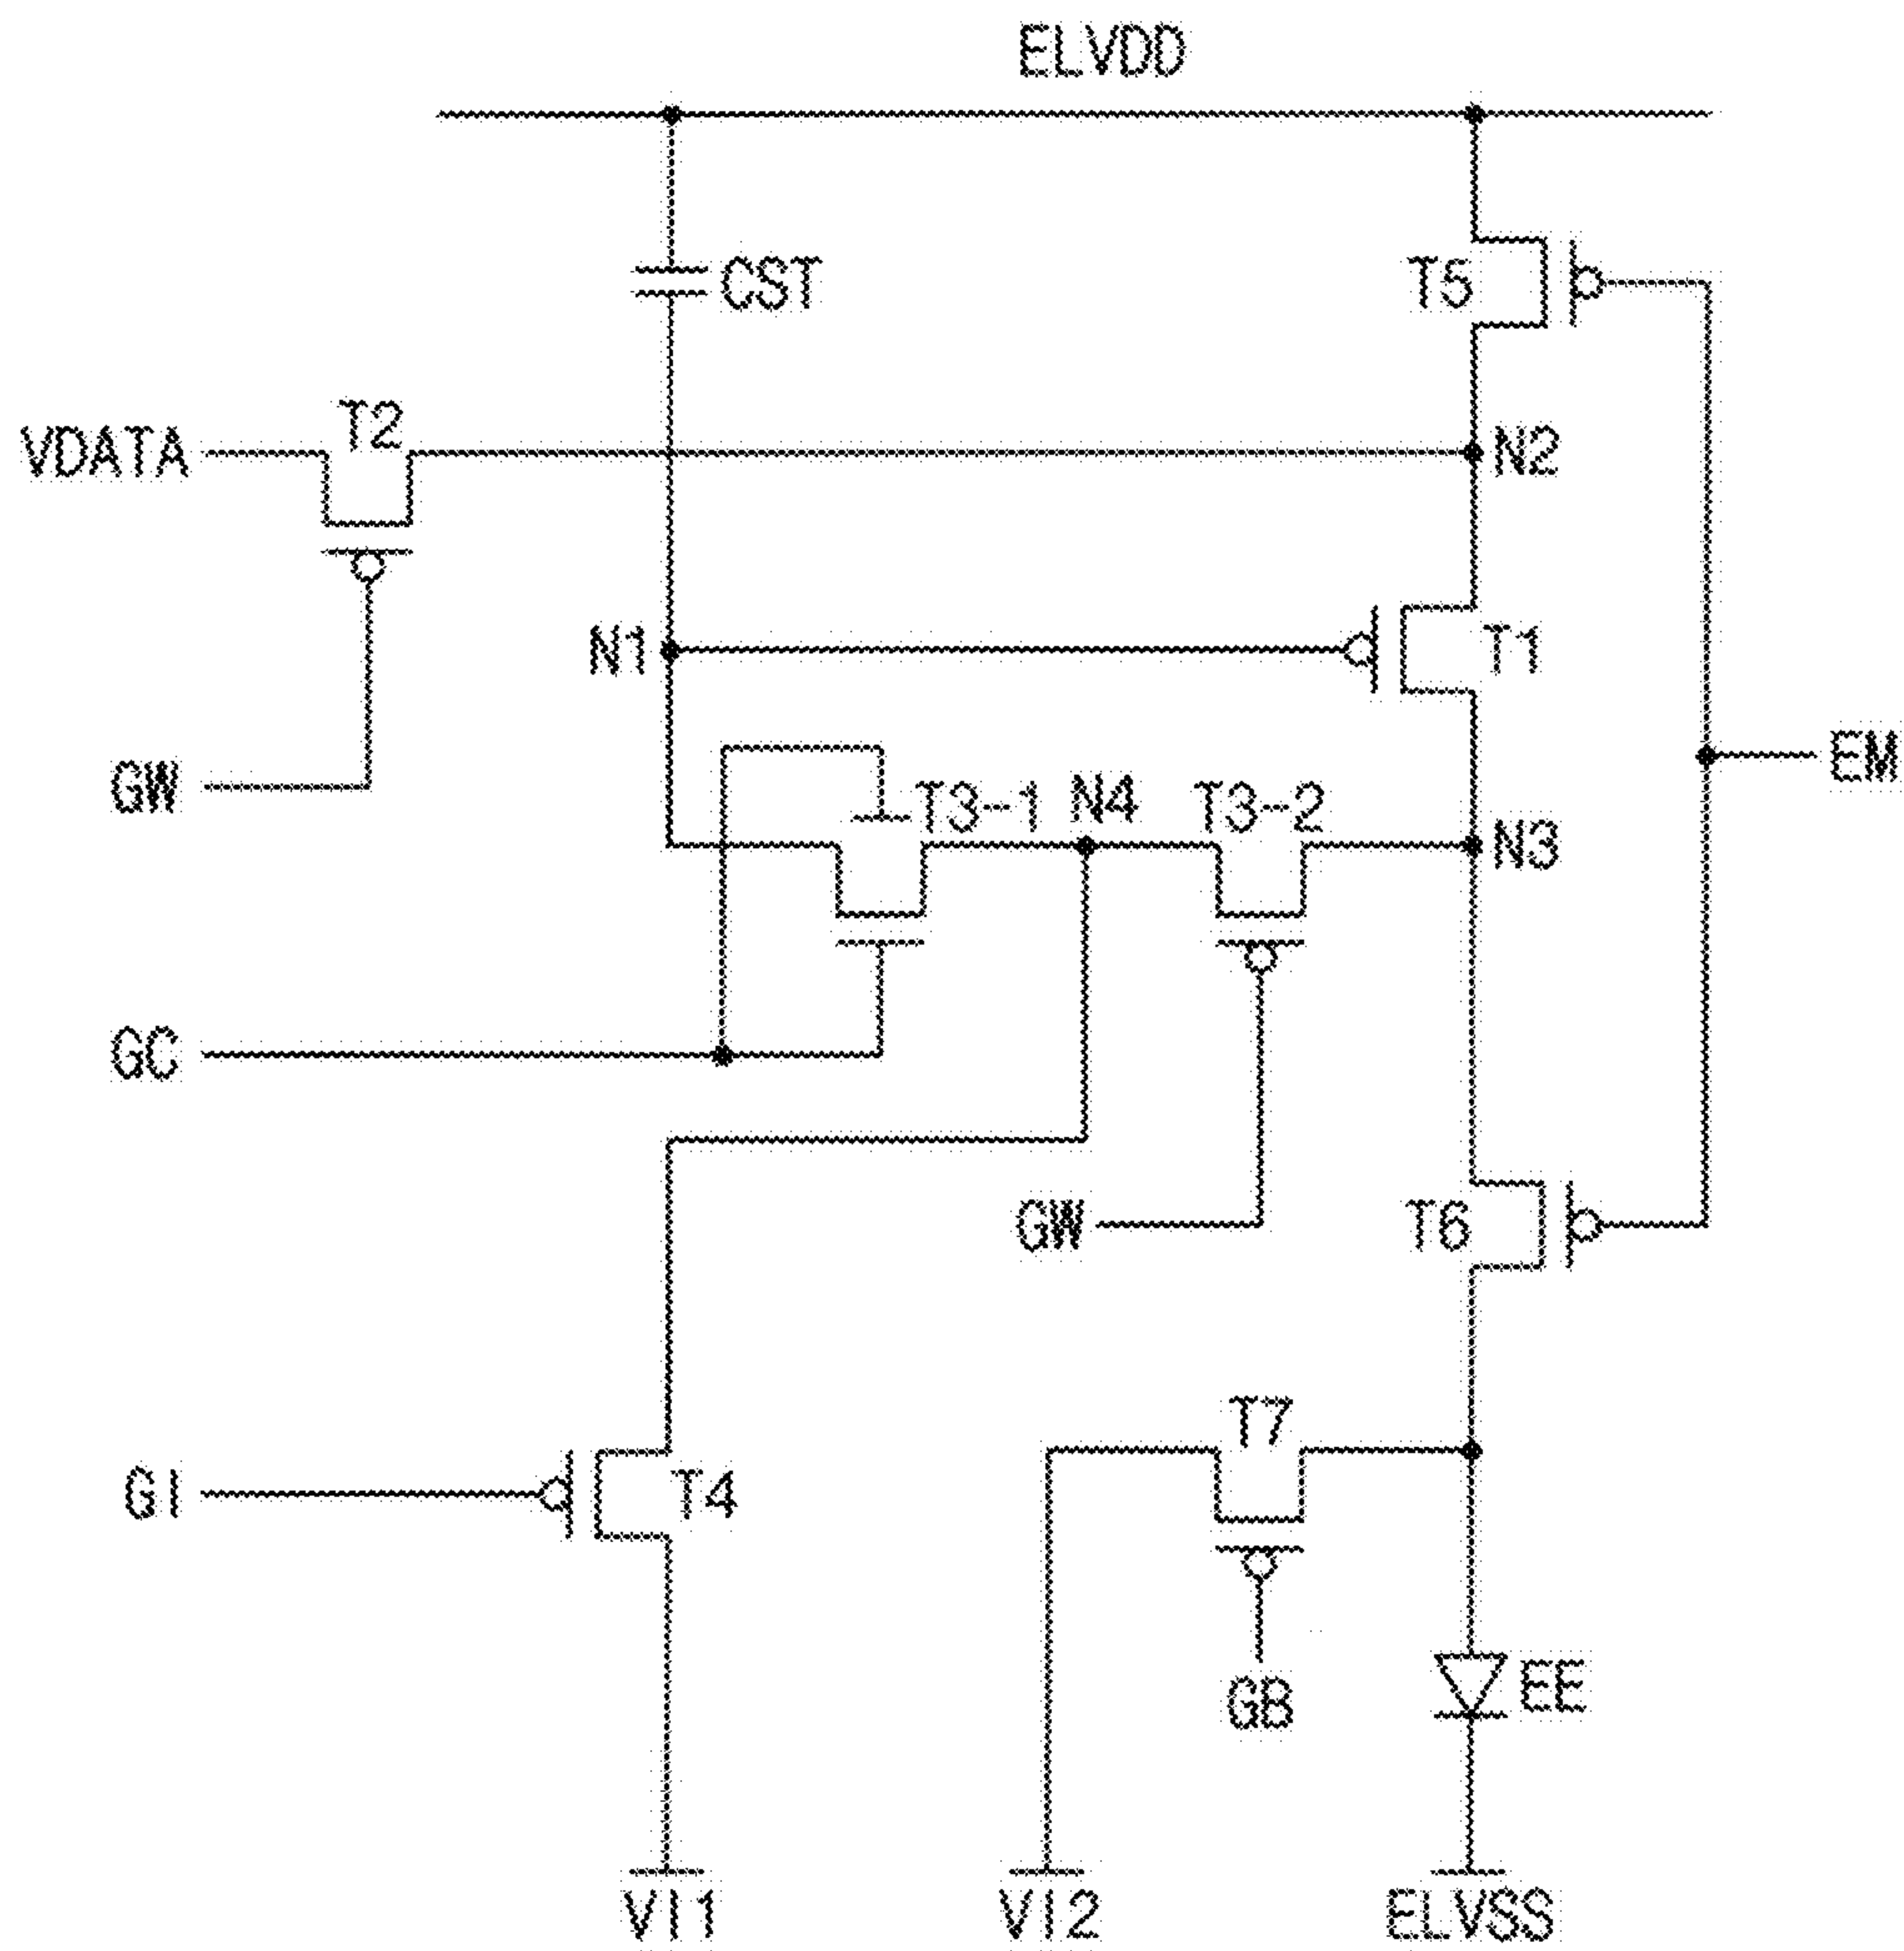 ELVDD
CST
T5
T2
VDATA
N2
N1
T1
EM
GW
T3-1
N4
T3-2
N3
GC
GW
T6
T7
GI
T4
EE
GB
VI1
VI2
ELVSS